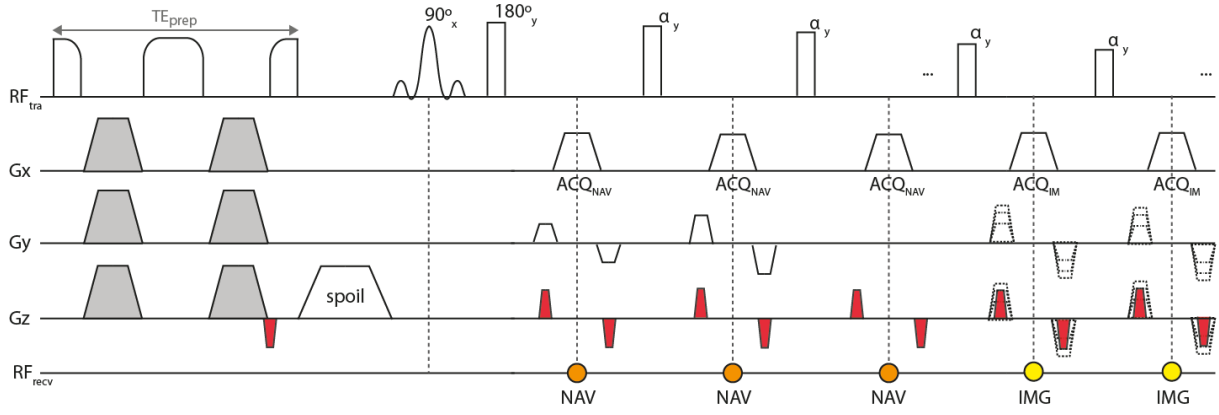 TEprep
90°x
180°y
αy
αy
αy
αy
...
...
RFtra
Gx
ACQNAV
ACQNAV
ACQNAV
ACQIM
ACQIM
Gy
spoil
Gz
RFrecv
NAV
NAV
NAV
IMG
IMG